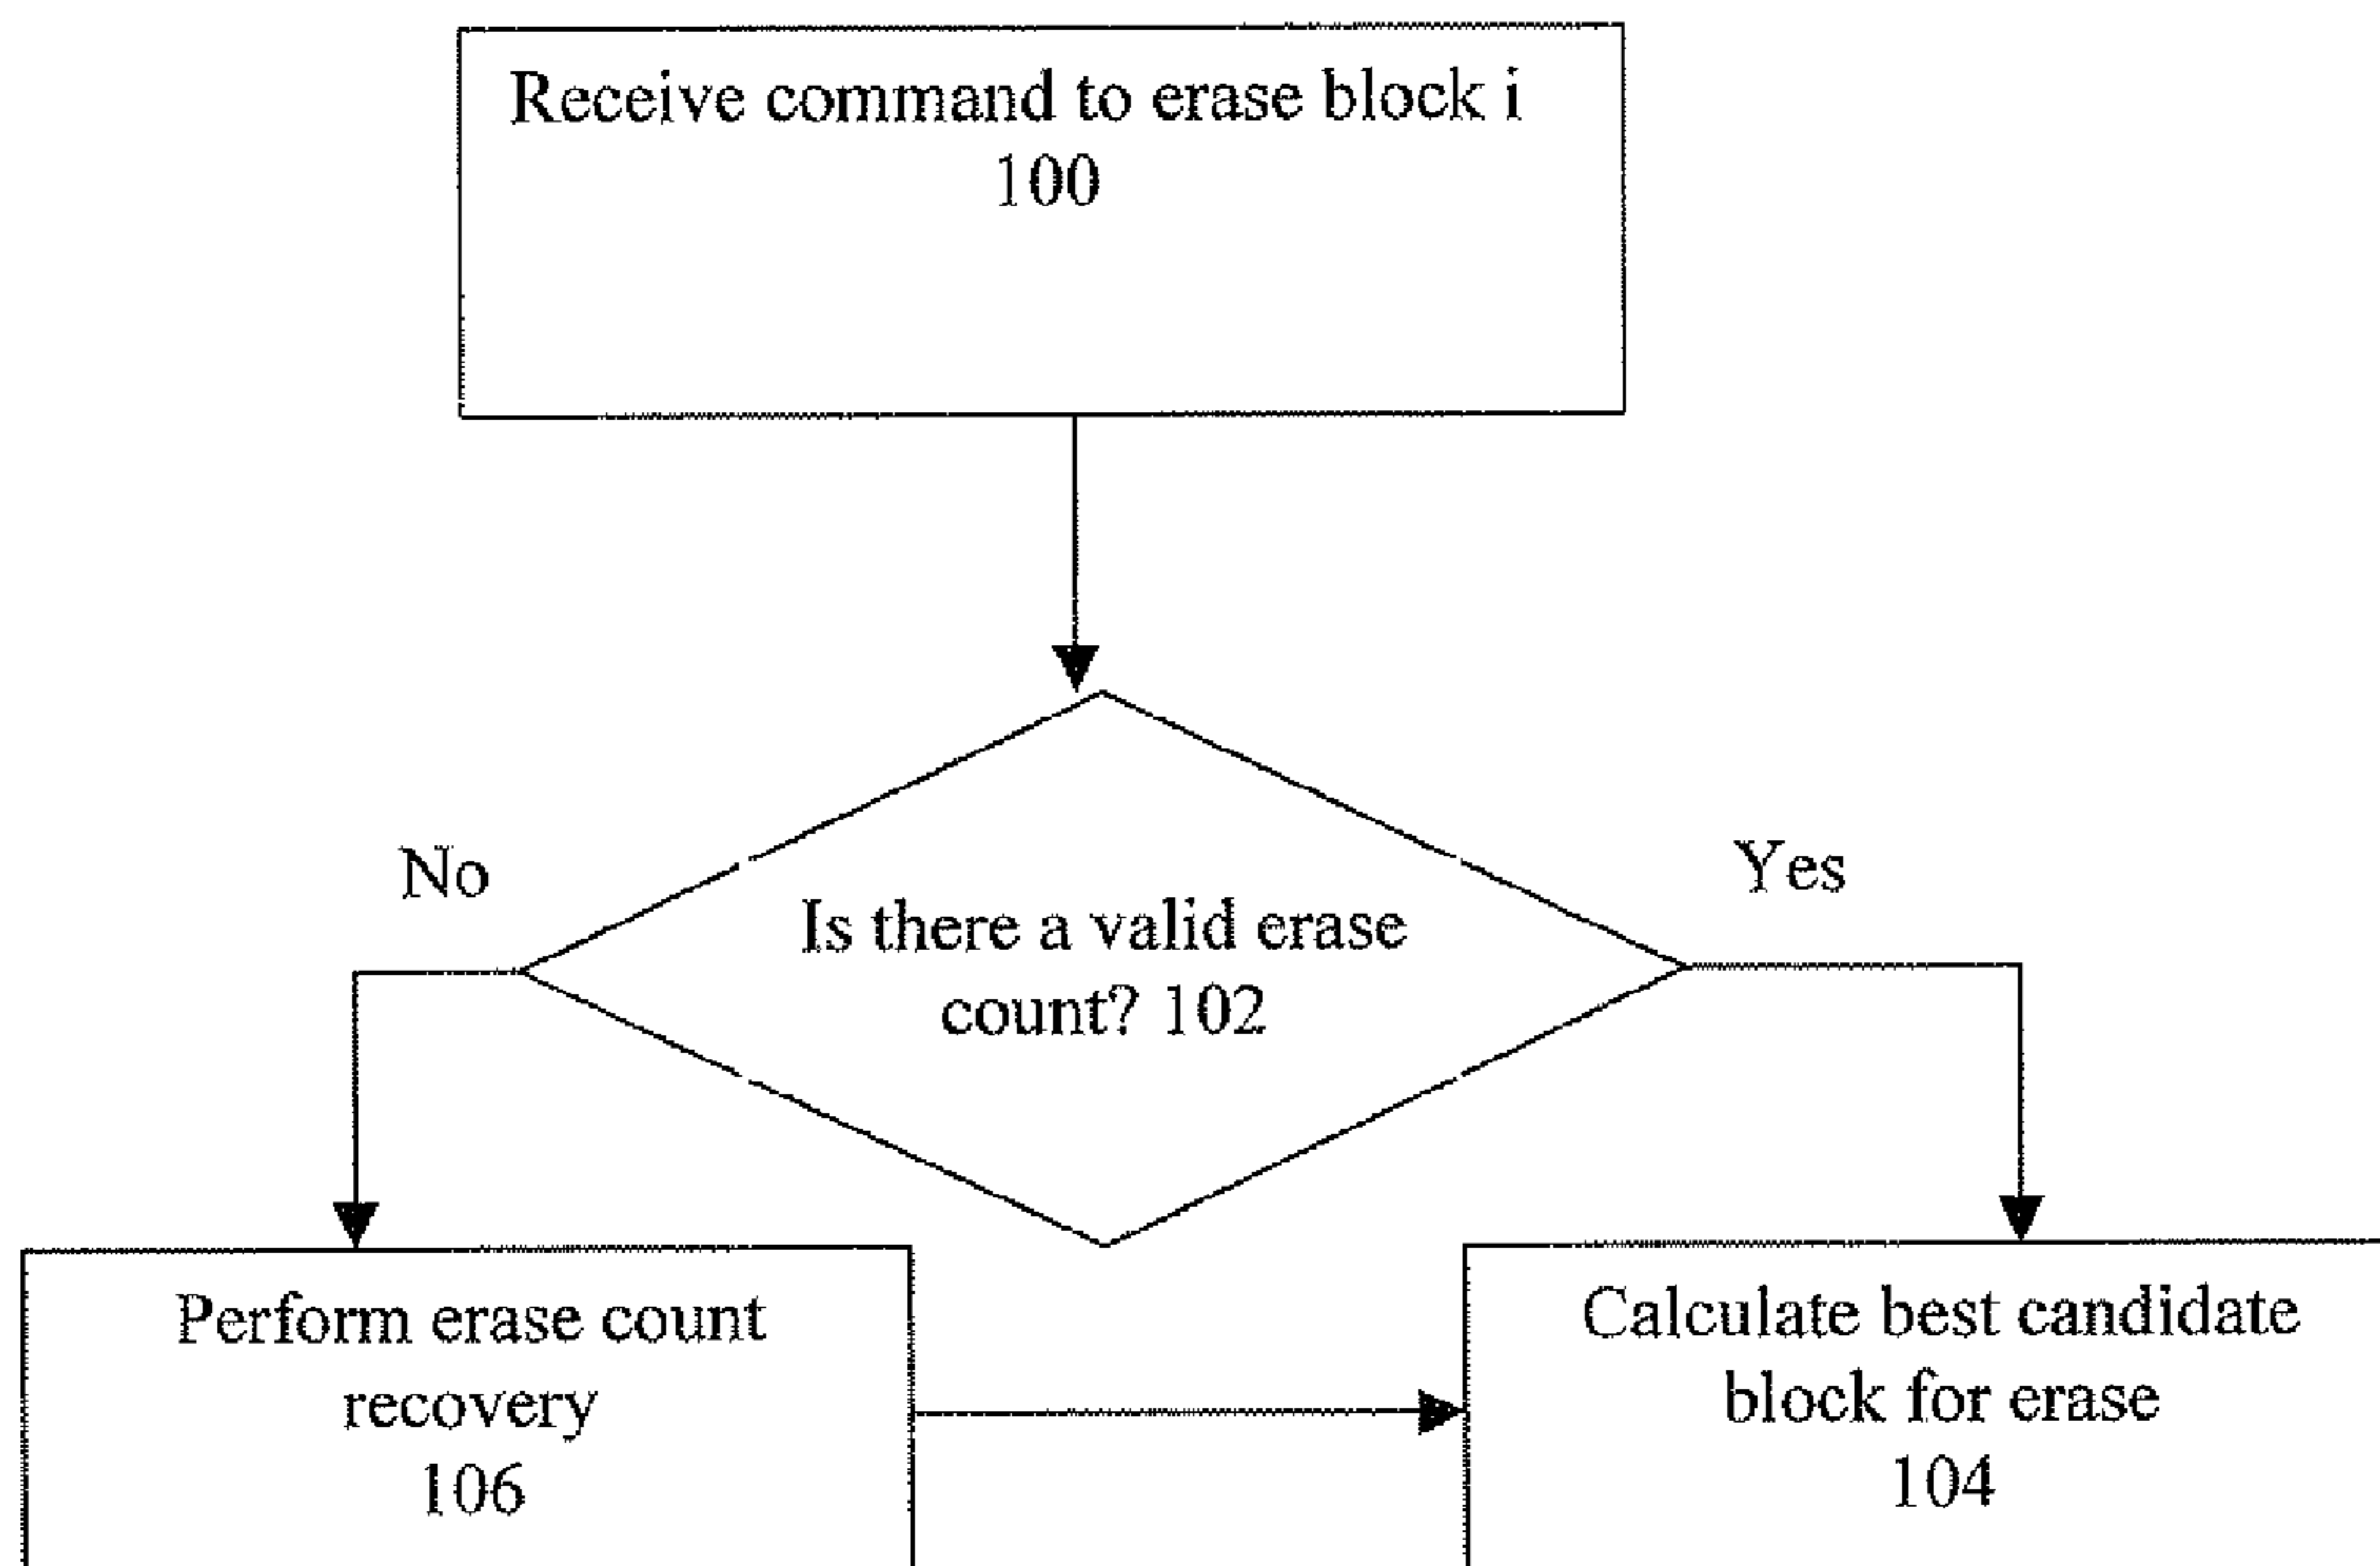 Receive command to erase block i
100
No
Yes
Is there a valid erase
count? 102
Perform erase count
recovery
106
Calculate best candidate
block for erase
104